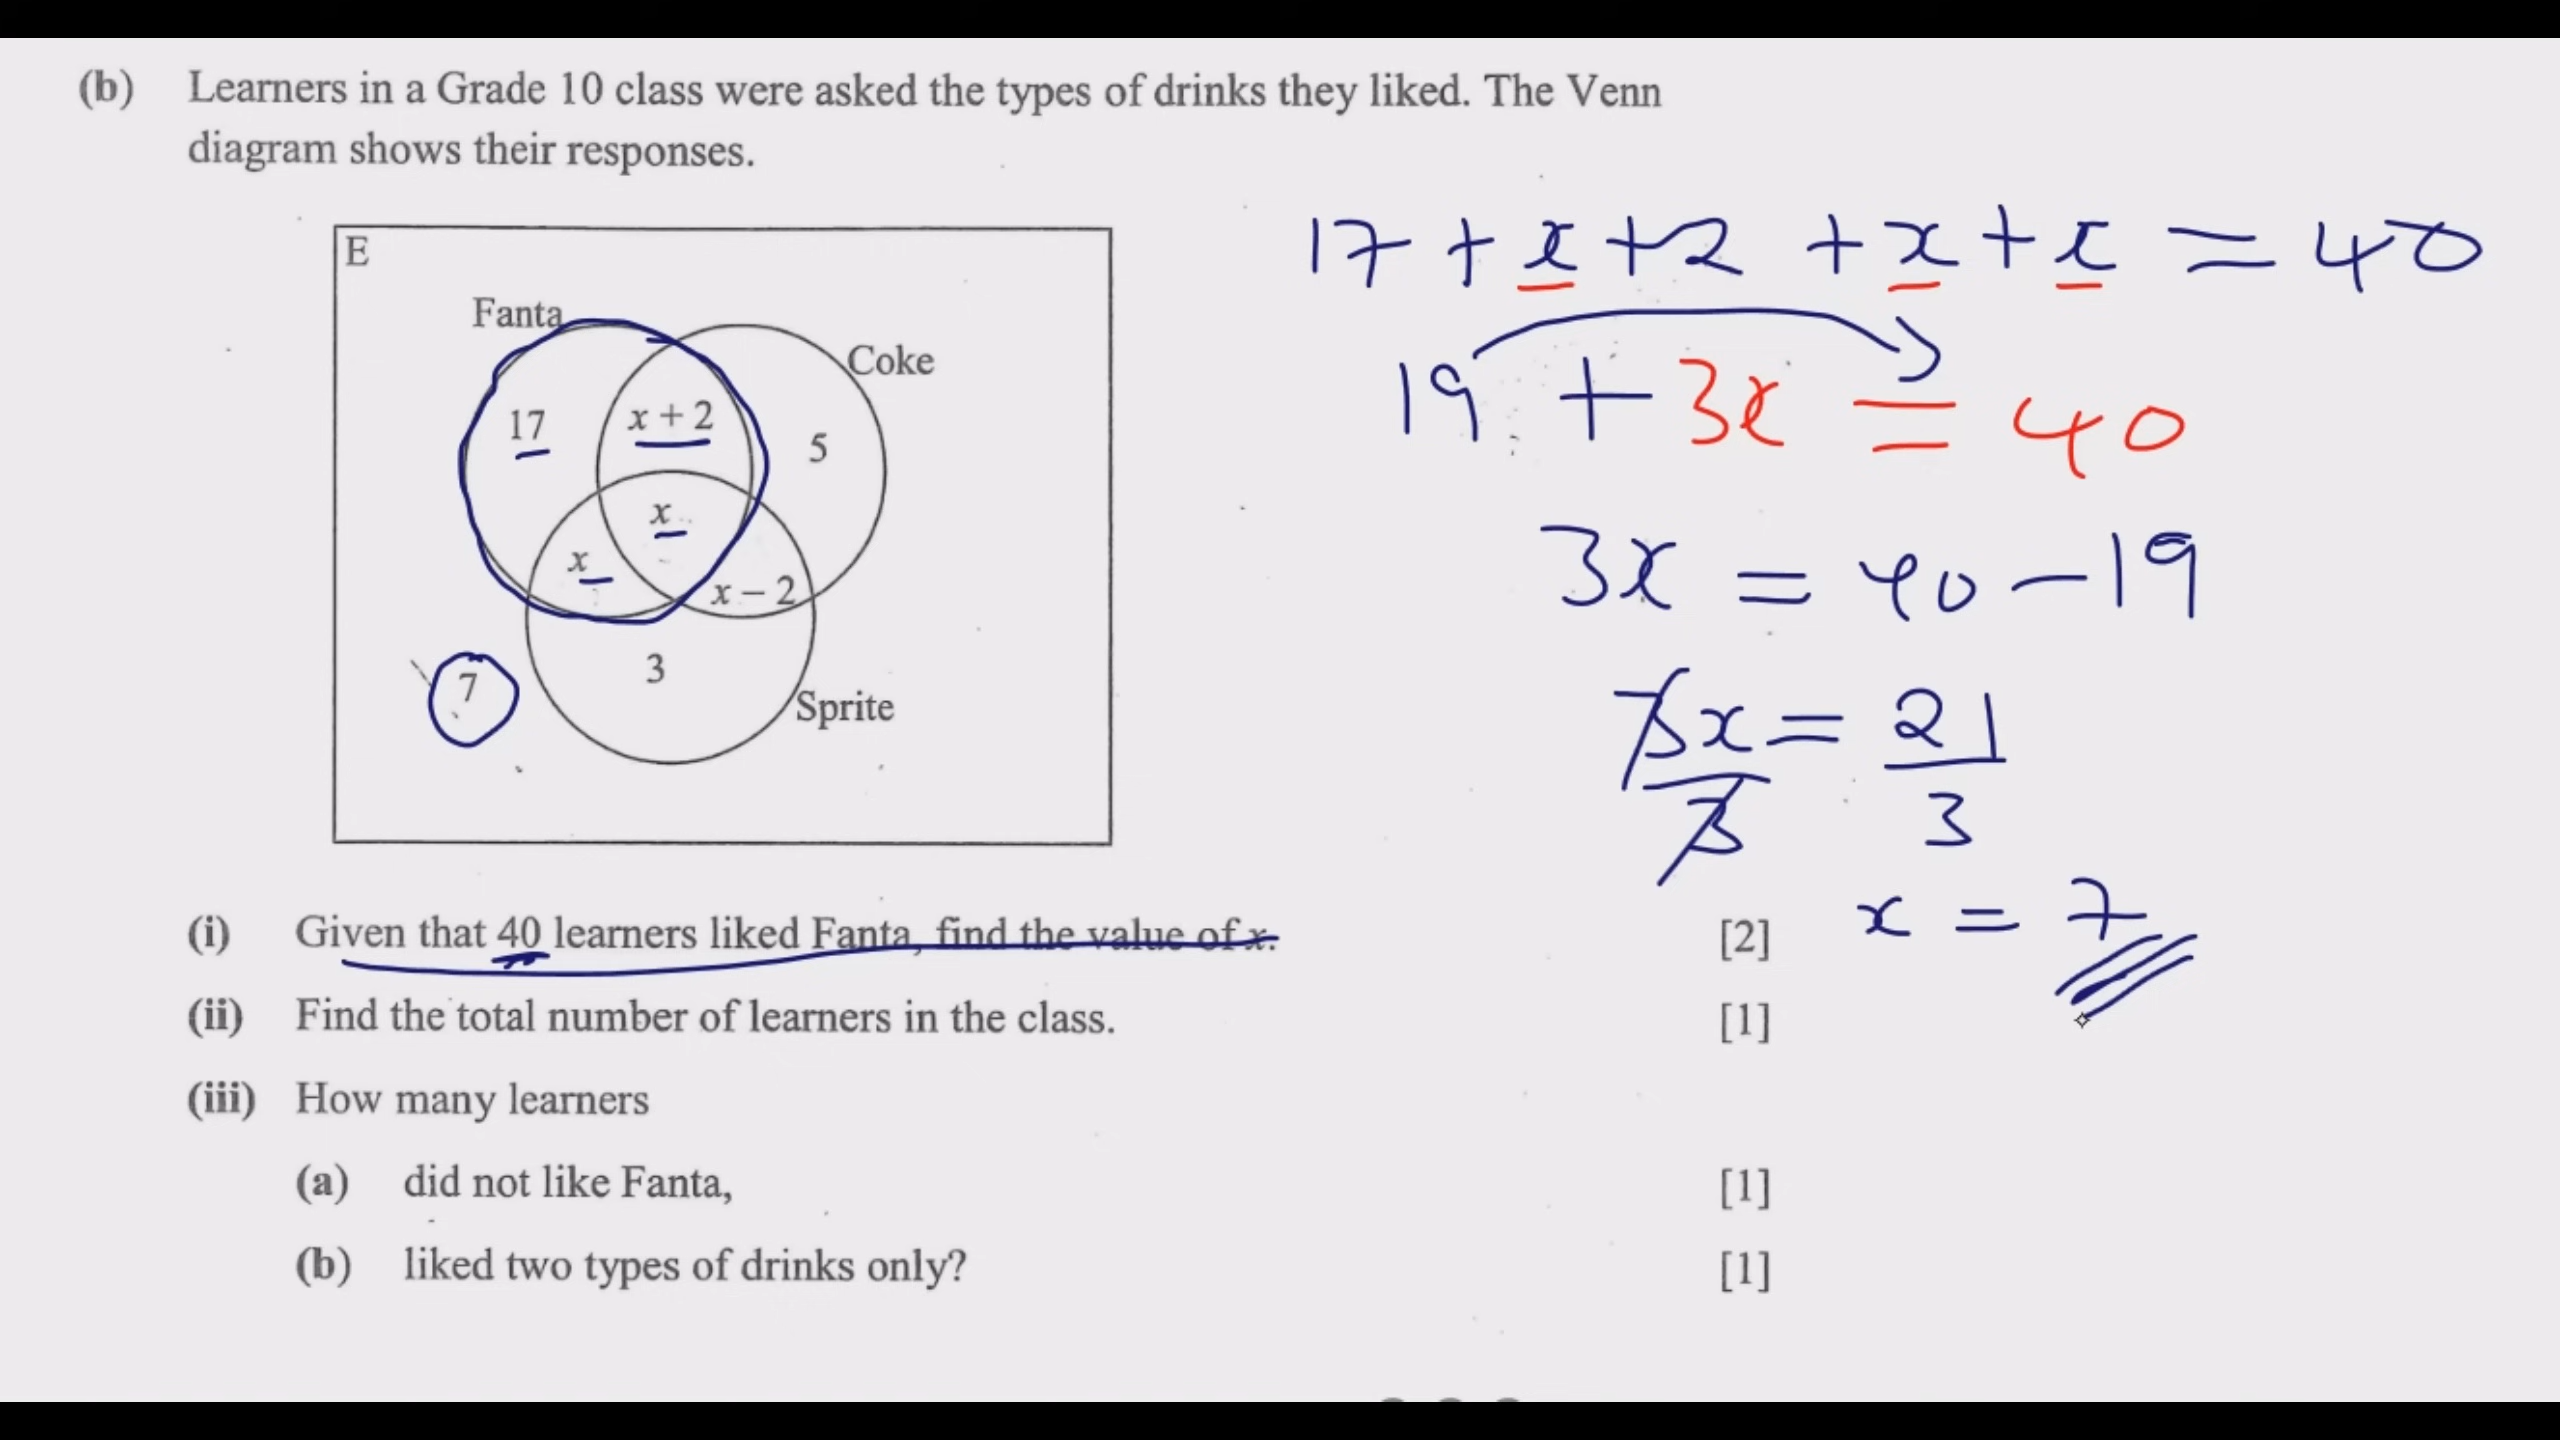 (b) Learners in a Grade 10 class were asked the types of drinks they liked. The Venn
diagram shows their responses.
E
Fanta
Coke
17
x + 2
5
x
x
x – 2
7
3
Sprite
17 + x + 2 + x + x = 40
19 + 3x = 40
3x = 40 – 19
3x = 21
3 3
x = 7
(i) Given that 40 learners liked Fanta, find the value of x. [2]
(ii) Find the total number of learners in the class. [1]
(iii) How many learners
(a) did not like Fanta, [1]
(b) liked two types of drinks only? [1]